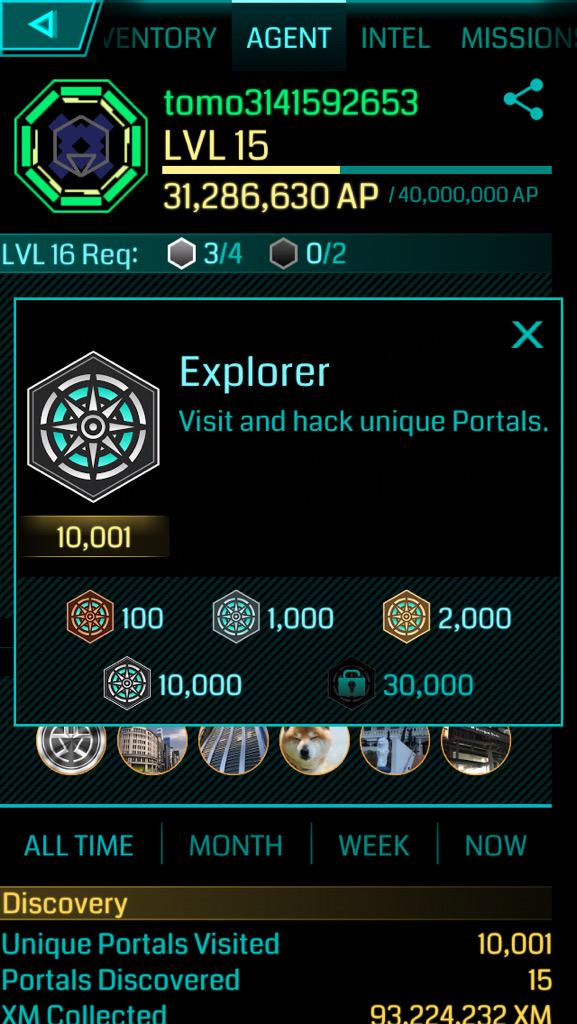 VENTORY AGENT INTEL MISSIONS
tomo3141592653
LVL 15
31,286,630 AP / 40,000,000 AP
LVL 16 Req: 3/4 0/2
X
Explorer
Visit and hack unique Portals.
10,001
100 1,000 2,000
10,000 30,000
ALL TIME MONTH WEEK NOW
Discovery
Unique Portals Visited 10,001
Portals Discovered 15
XM Collected 93,224,232 XM